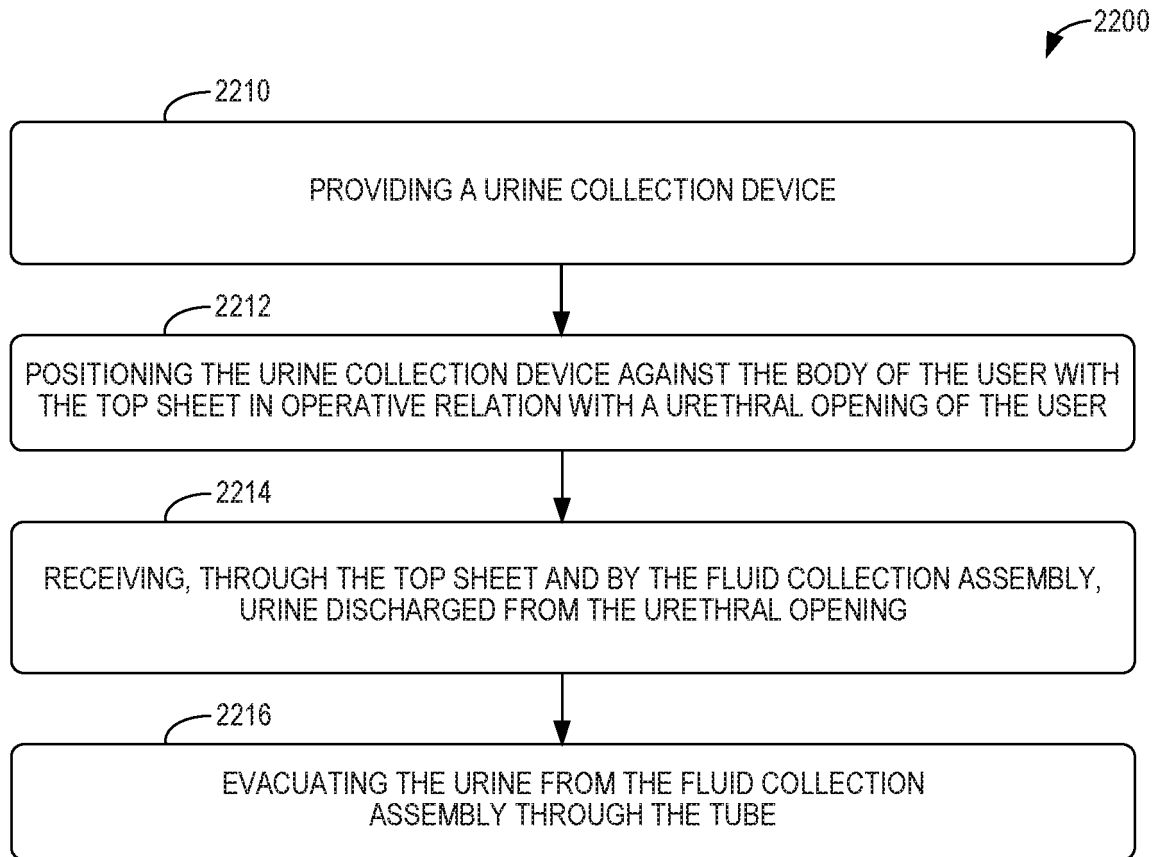 2200
2210
PROVIDING A URINE COLLECTION DEVICE
2212
POSITIONING THE URINE COLLECTION DEVICE AGAINST THE BODY OF THE USER WITH
THE TOP SHEET IN OPERATIVE RELATION WITH A URETHRAL OPENING OF THE USER
2214
RECEIVING, THROUGH THE TOP SHEET AND BY THE FLUID COLLECTION ASSEMBLY,
URINE DISCHARGED FROM THE URETHRAL OPENING
2216
EVACUATING THE URINE FROM THE FLUID COLLECTION
ASSEMBLY THROUGH THE TUBE